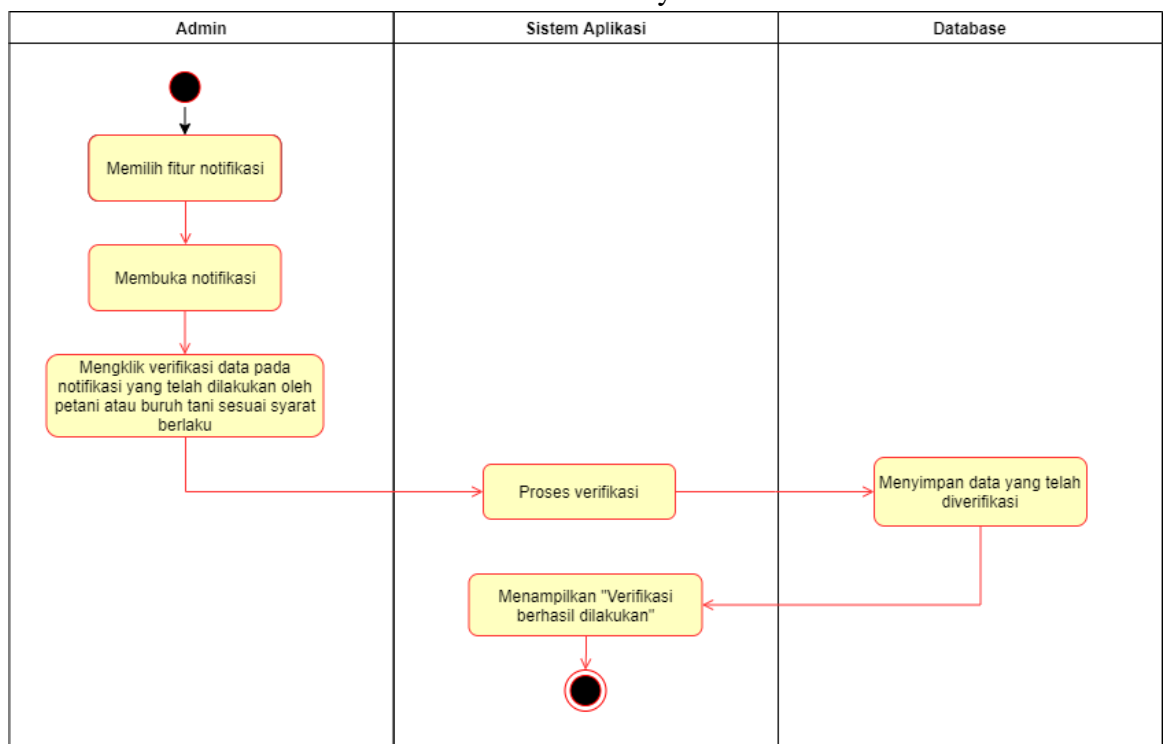 Admin
Sistem Aplikasi
Database
Memilih fitur notifikasi
Membuka notifikasi
Mengklik verifikasi data pada
notifikasi yang telah dilakukan oleh
petani atau buruh tani sesuai syarat
berlaku
Proses verifikasi
Menyimpan data yang telah
diverifikasi
Menampilkan "Verifikasi
berhasil dilakukan"